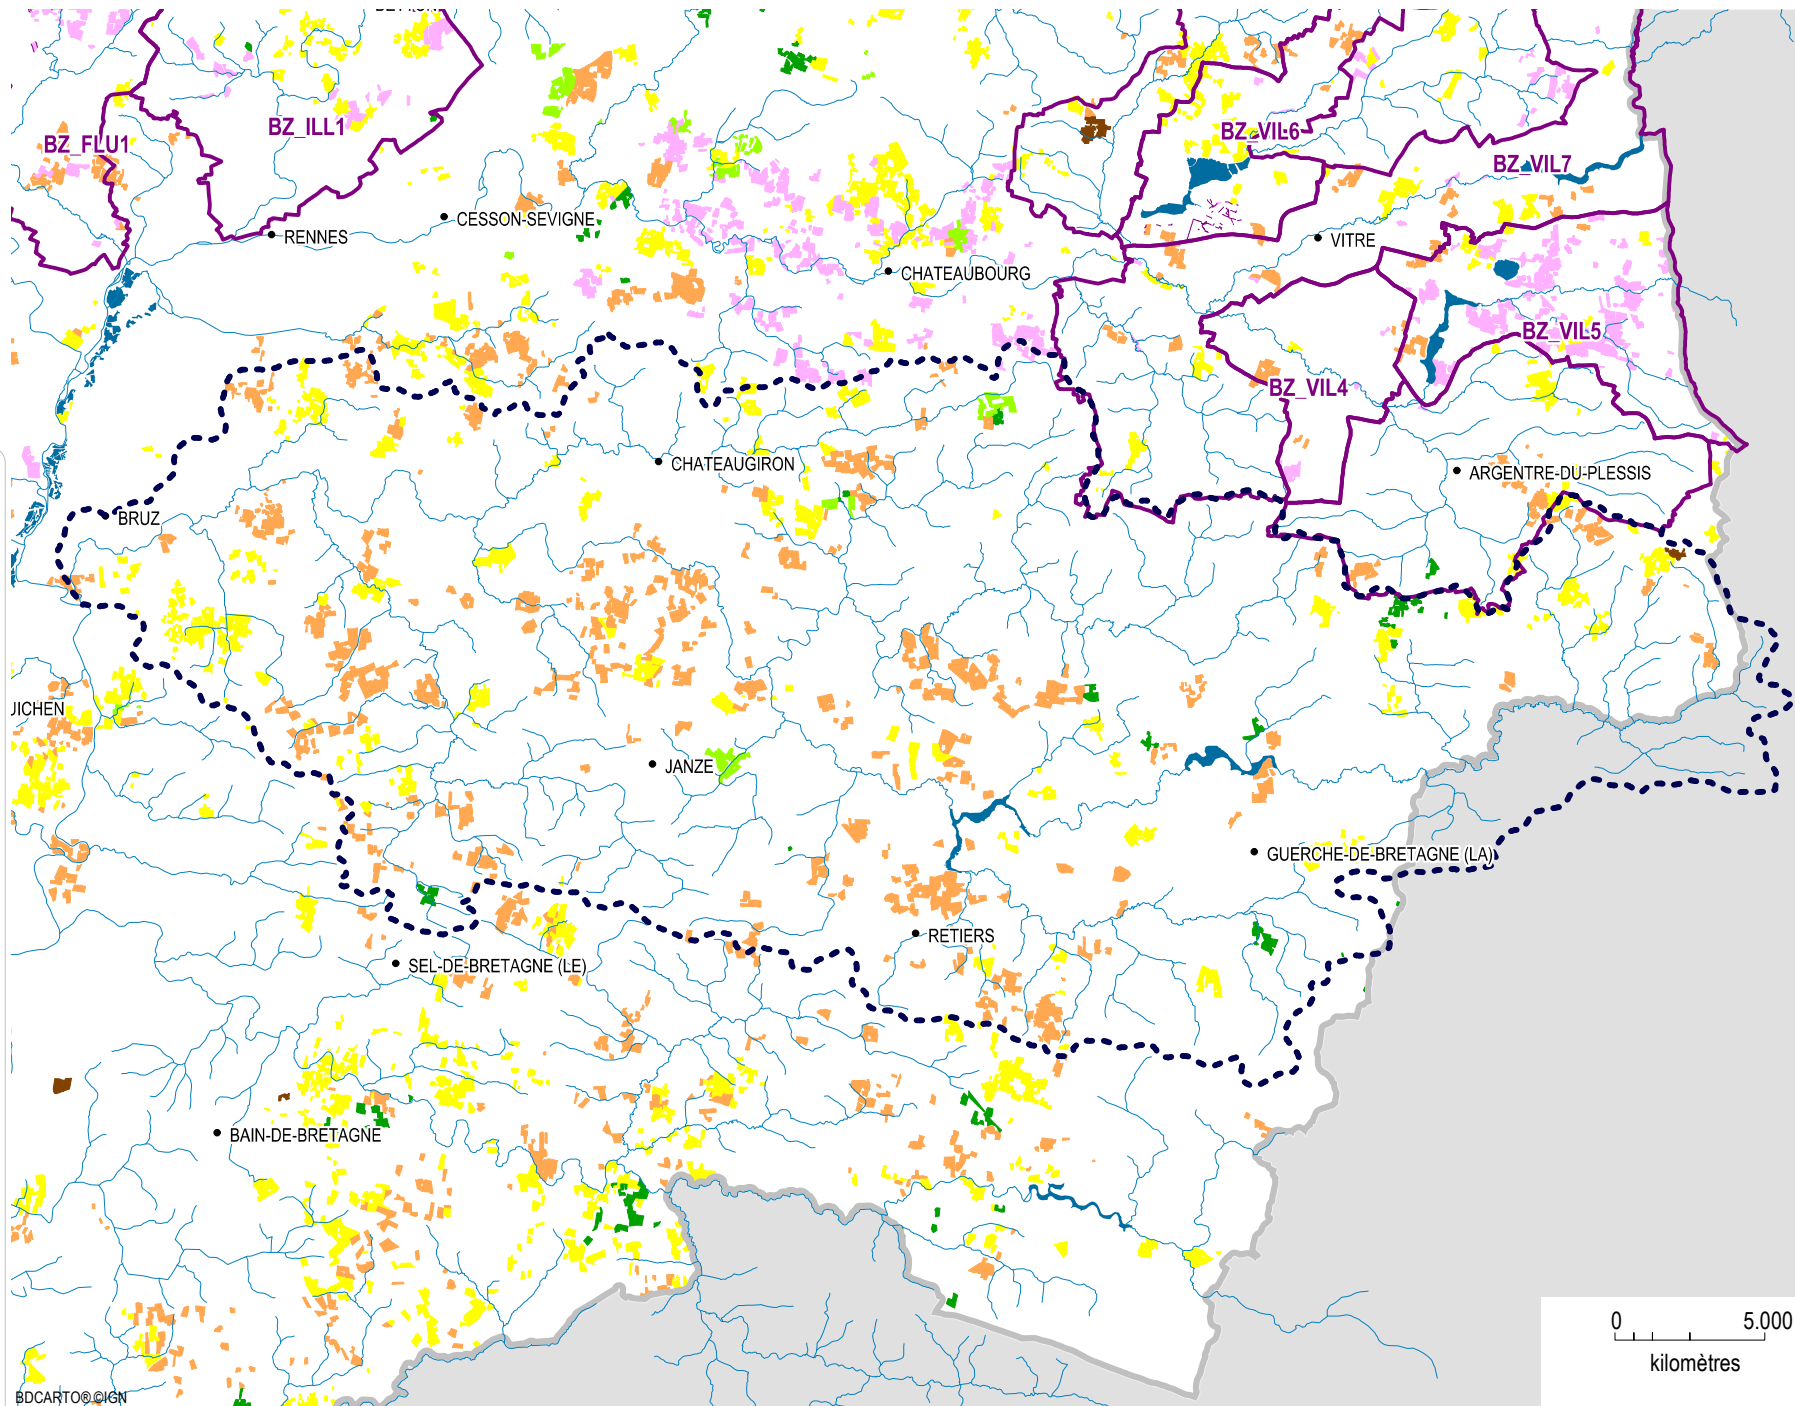 BZ_ILL1
BZ_FLU1
BZ_VIL6
BZ_VIL7
CESSON-SEVIGNE
RENNES
VITRE
CHATEAUBOURG
BZ_VIL5
BZ_VIL4
CHATEAUGIRON
ARGENTRE-DU-PLESSIS
BRUZ
JICHEN
JANZE
GUERCHE-DE-BRETAGNE (LA)
RETIERS
SEL-DE-BRETAGNE (LE)
BAIN-DE-BRETAGNE
0 5.000
kilomètres
BDCARTO® ©IGN